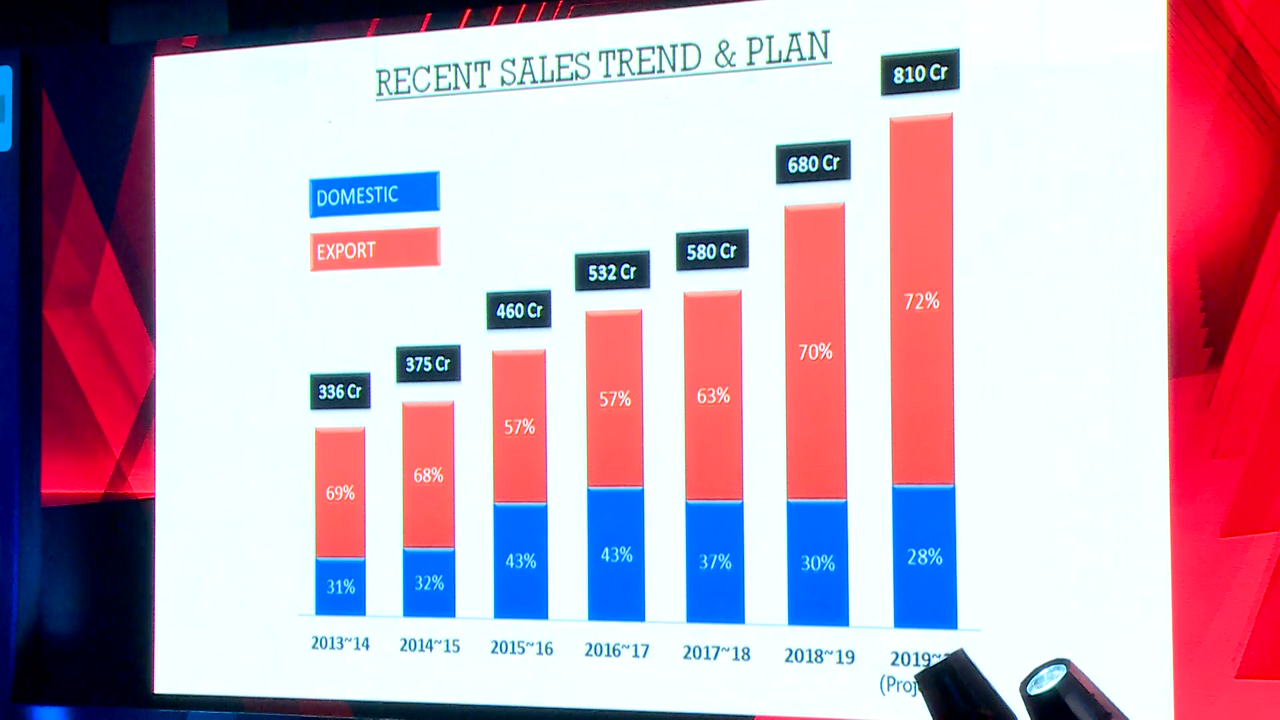 RECENT SALES TREND & PLAN
DOMESTIC
EXPORT
336 Cr
375 Cr
460 Cr
532 Cr
580 Cr
680 Cr
810 Cr
69%
68%
57%
57%
63%
70%
72%
31%
32%
43%
43%
37%
30%
28%
2013~14
2014~15
2015~16
2016~17
2017~18
2018~19